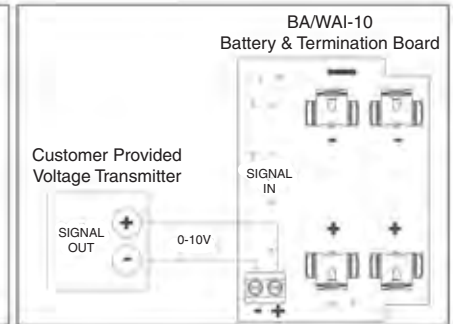 BA/WAI-10
Battery & Termination Board
Customer Provided
Voltage Transmitter
SIGNAL
OUT
+
-
0-10V
SIGNAL
IN
- -
+ +
- +